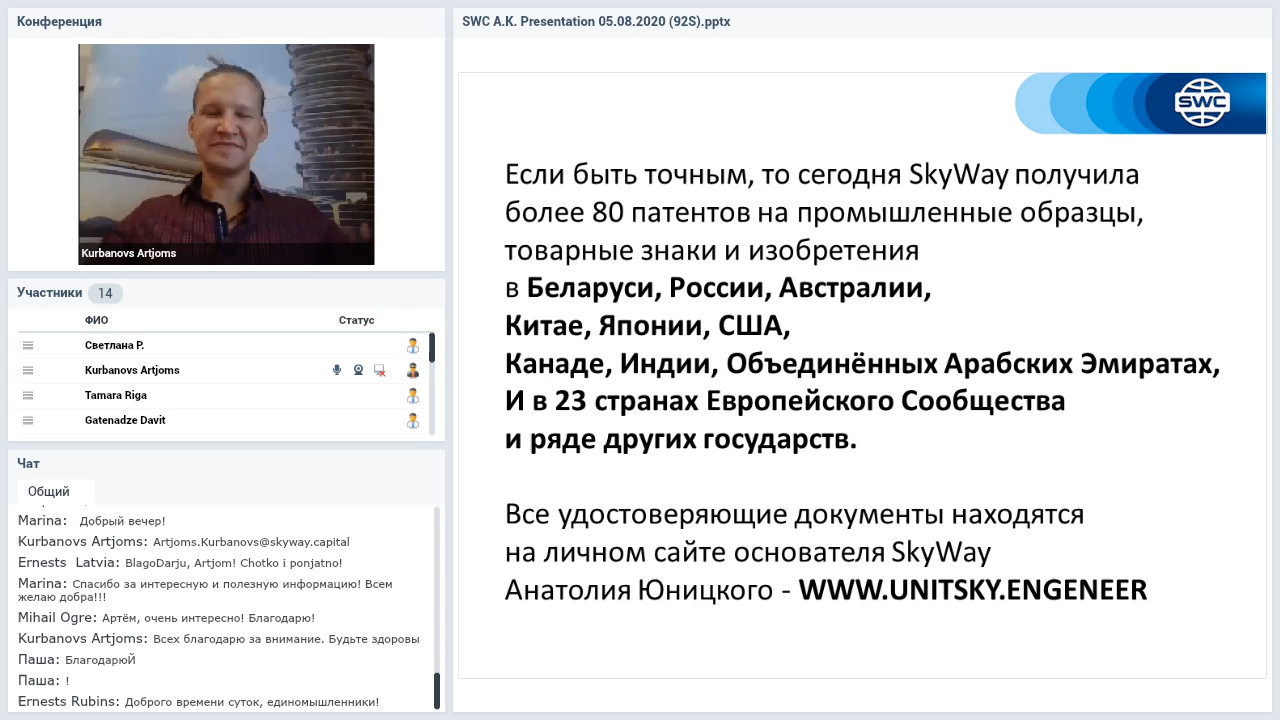 Конференция
Kurbanovs Artjoms
Участники 14
ФИО Статус
Светлана Р.
Kurbanovs Artjoms
Tamara Riga
Gatenadze Davit
Чат
Общий
Marina: Добрый вечер!
Kurbanovs Artjoms: Artjoms.Kurbanovs@skyway.capital
Ernests Latvia: BlagoDarju, Artjom! Chotko i ponjatno!
Marina: Спасибо за интересную и полезную информацию! Всем
желаю добра!!!
Mihail Ogre: Артём, очень интересно! Благодарю!
Kurbanovs Artjoms: Всех благодарю за внимание. Будьте здоровы
Паша: БлагодарюЙ
Паша: !
Ernests Rubins: Доброго времени суток, единомышленники!
SWC A.K. Presentation 05.08.2020 (92S).pptx
SWC
Если быть точным, то сегодня SkyWay получила
более 80 патентов на промышленные образцы,
товарные знаки и изобретения
в Беларуси, России, Австралии,
Китае, Японии, США,
Канаде, Индии, Объединённых Арабских Эмиратах,
И в 23 странах Европейского Сообщества
и ряде других государств.
Все удостоверяющие документы находятся
на личном сайте основателя SkyWay
Анатолия Юницкого - WWW.UNITSKY.ENGENEER